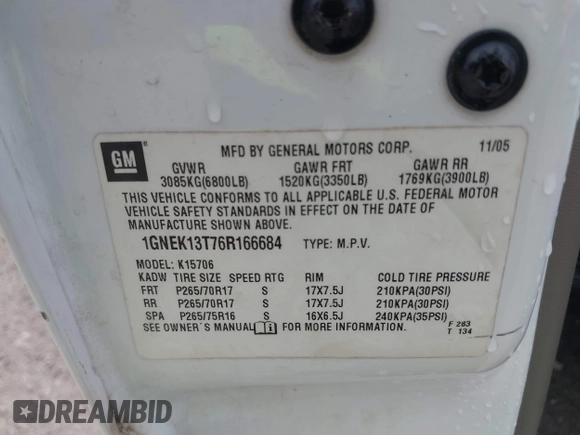 GM
MFD BY GENERAL MOTORS CORP. 11/05
GVWR GAWR FRT GAWR RR
3085KG(6800LB) 1520KG(3350LB) 1769KG(3900LB)
THIS VEHICLE CONFORMS TO ALL APPLICABLE U.S. FEDERAL MOTOR
VEHICLE SAFETY STANDARDS IN EFFECT ON THE DATE OF
MANUFACTURE SHOWN ABOVE.
1GNEK13T76R166684 TYPE: M.P.V.
MODEL: K15706
KADW TIRE SIZE SPEED RTG RIM COLD TIRE PRESSURE
FRT P265/70R17 S 17X7.5J 210KPA(30PSI)
RR P265/70R17 S 17X7.5J 210KPA(30PSI)
SPA P265/75R16 S 16X6.5J 240KPA(35PSI)
SEE OWNER'S MANUAL FOR MORE INFORMATION. F 263
T 134
DREAMBID